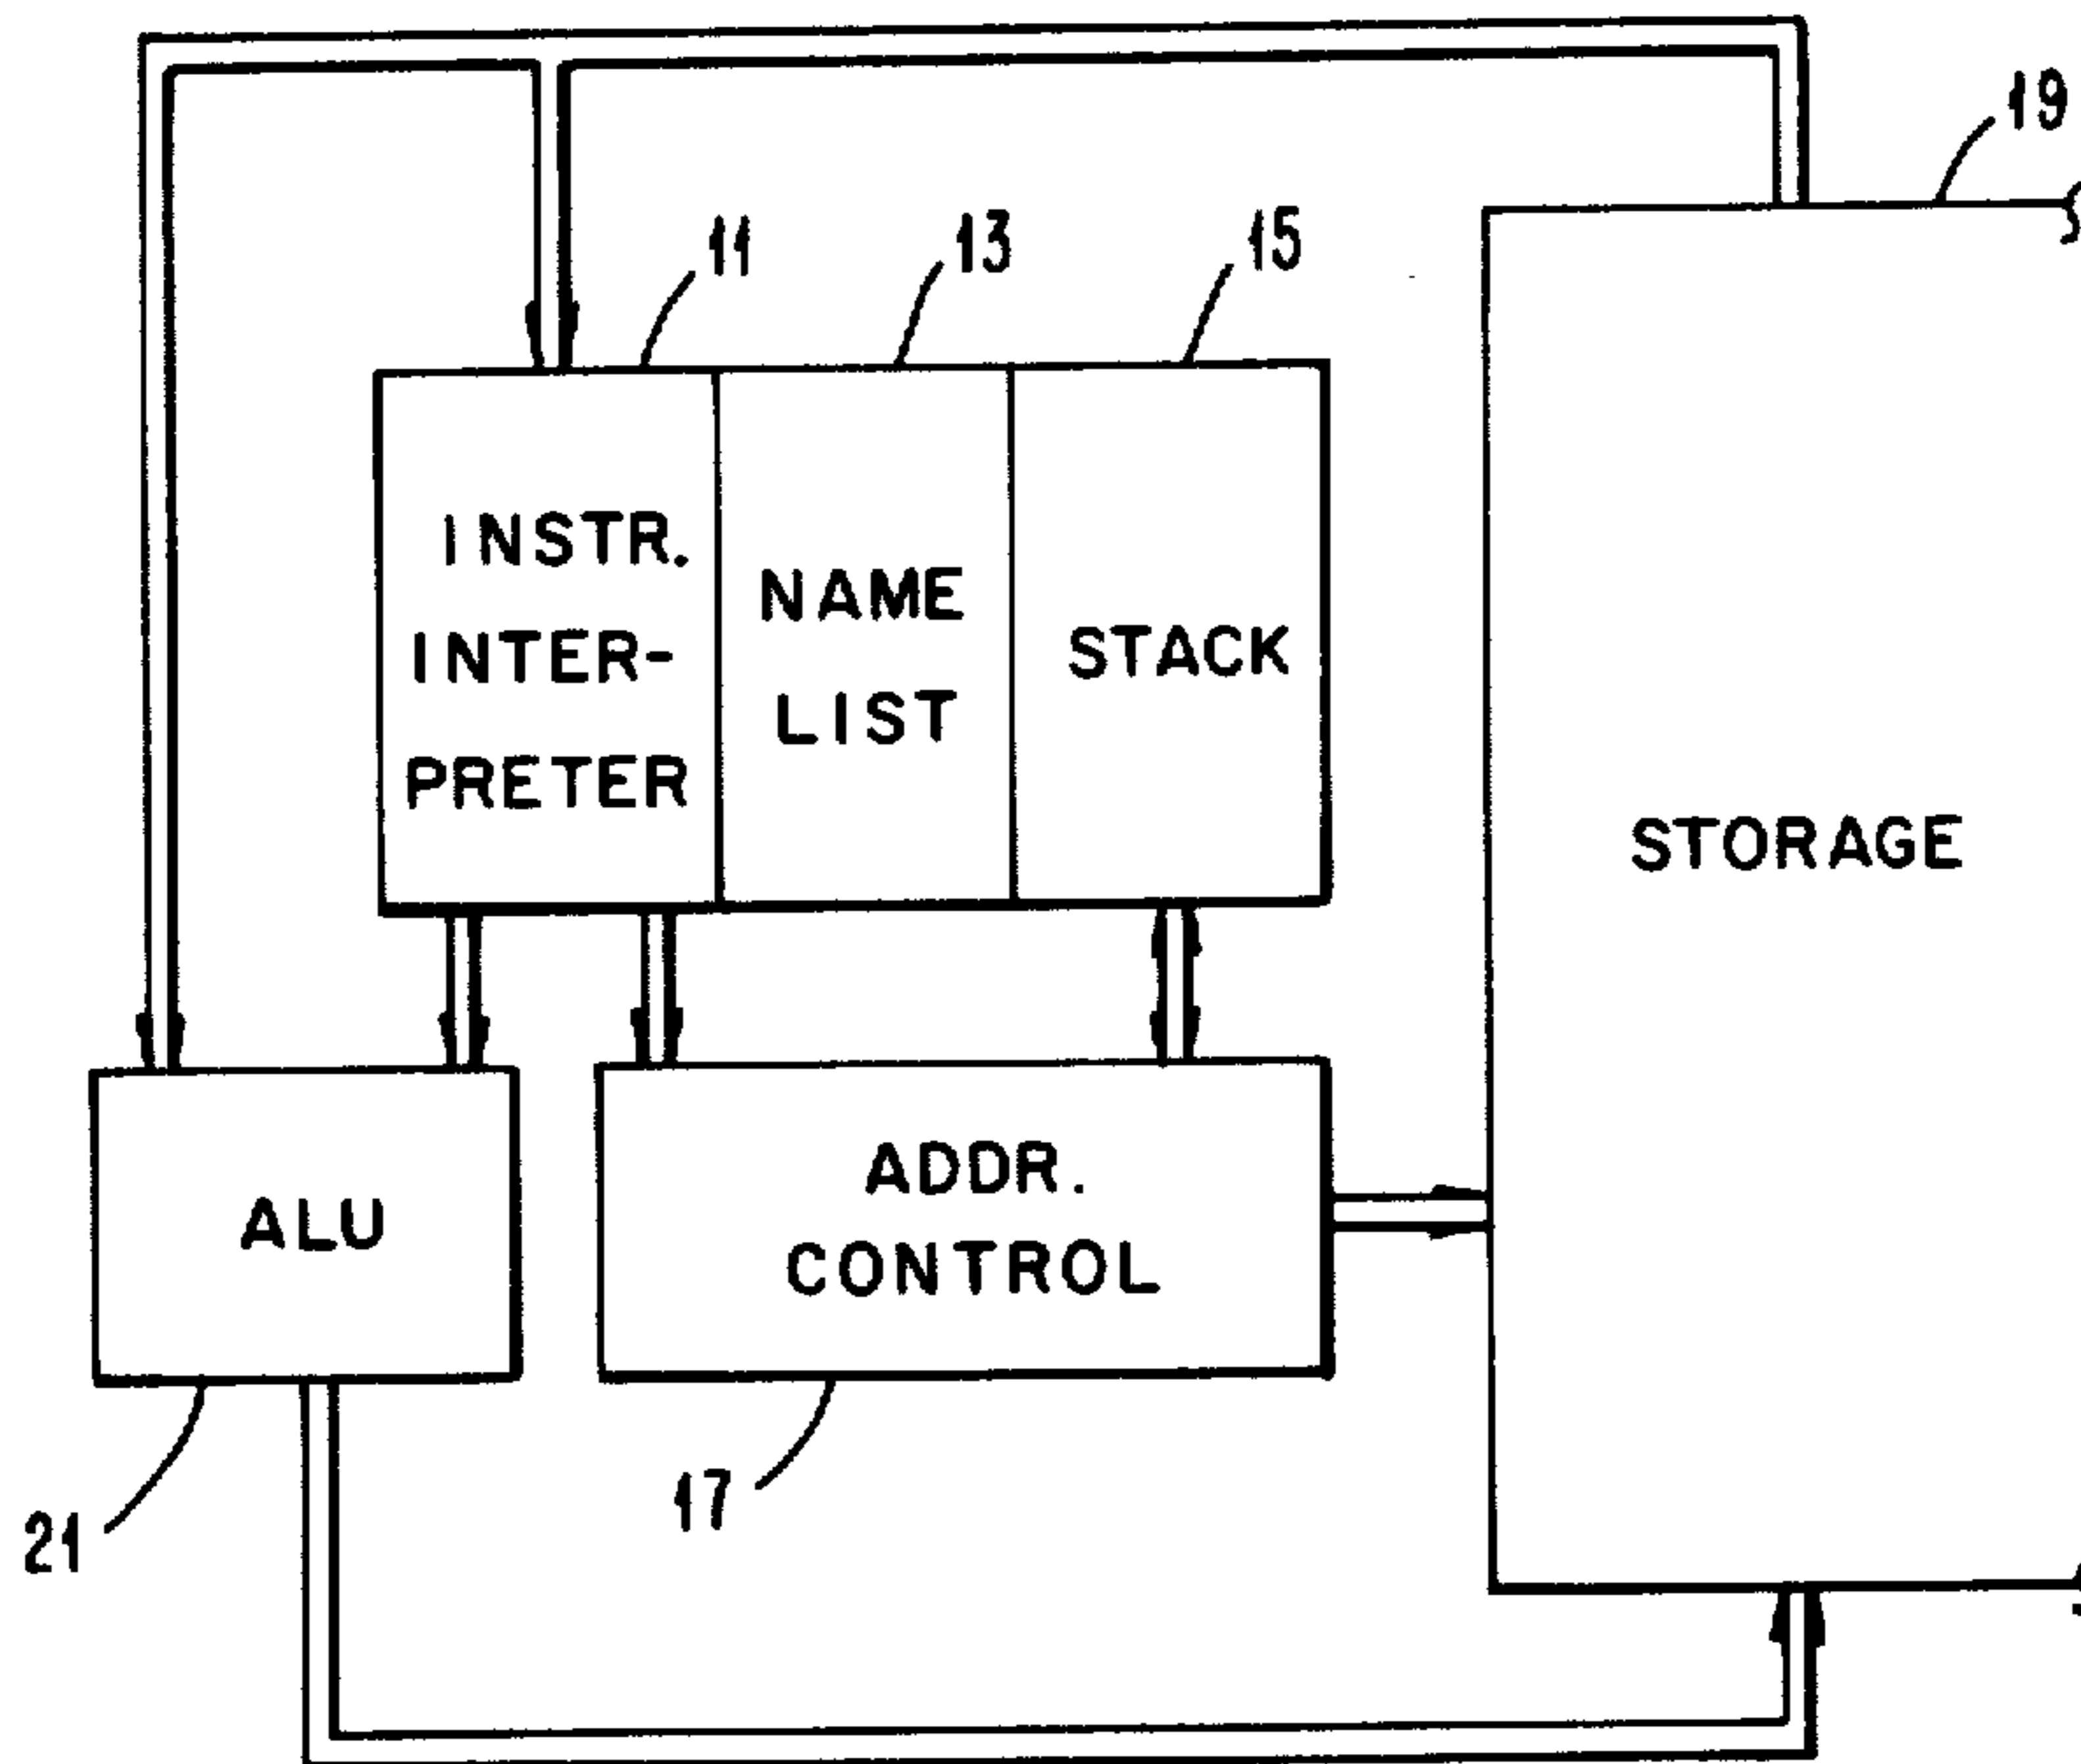 19
11
13
15
INSTR.
INTER-
PRETER
NAME
LIST
STACK
STORAGE
ALU
ADDR.
CONTROL
17
21